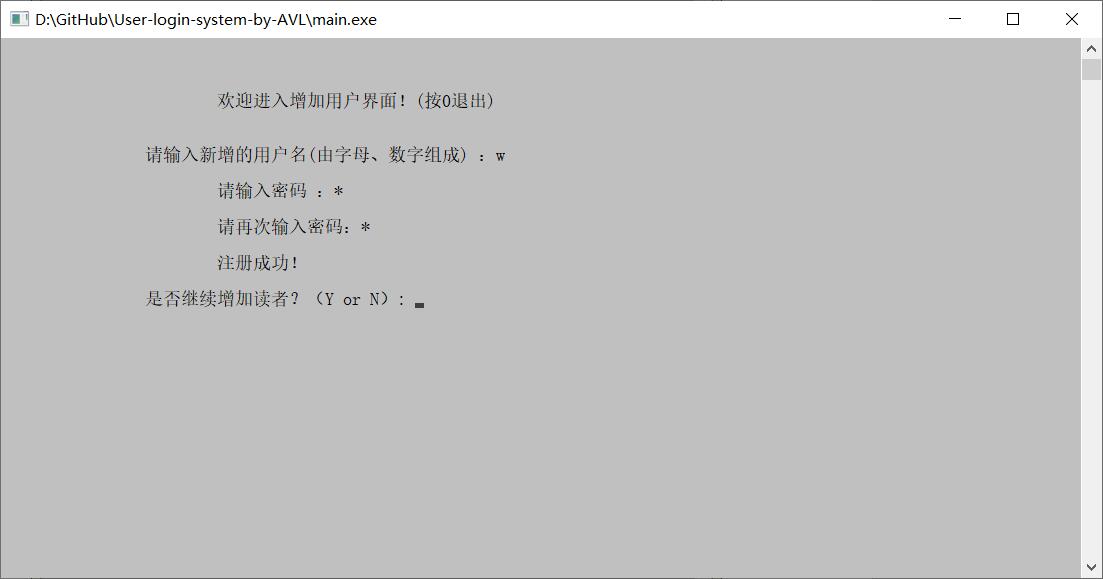 D:\GitHub\User-login-system-by-AVL\main.exe
欢迎进入增加用户界面！(按0退出)
请输入新增的用户名(由字母、数字组成) ：w
请输入密码 ：*
请再次输入密码：*
注册成功！
是否继续增加读者？（Y or N）：